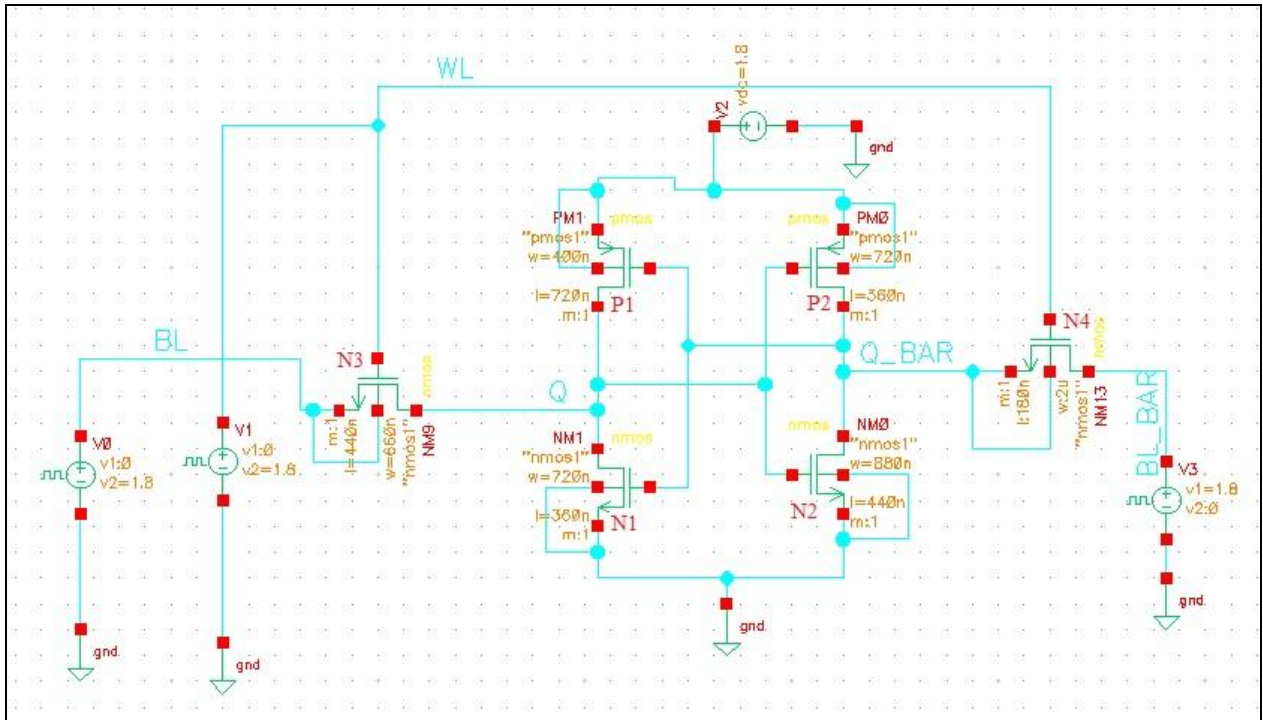 WL
V2
vdc=1.8
gnd
PM1
pmos
"pmos1"
w=400n
l=720n
m:1
P1
pmos
PM0
"pmos1"
w=720n
l=360n
m:1
P2
BL
N3
nmos
m:1
l=440n
w=660n
"nmos1"
NM9
Q
Q_BAR
N4
nmos
m:1
l:180n
w:2u
"nmos1"
NM13
BL_BAR
V0
v1:0
v2=1.8
V1
v1:0
v2=1.8
NM1
nmos
"nmos1"
w=720n
l=360n
m:1
N1
nmos
NM0
"nmos1"
w=880n
l=440n
m:1
N2
V3
v1=1.8
v2:0
gnd
gnd
gnd
gnd